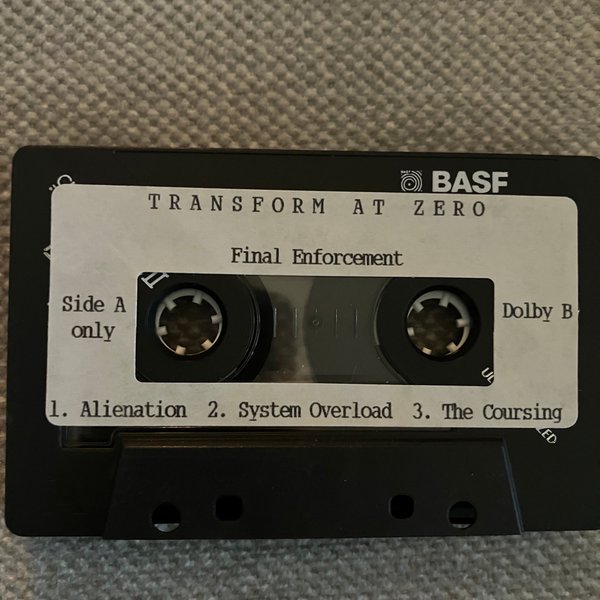 BASF
TRANSFORM AT ZERO
Final Enforcement
Side A
only
Dolby B
1. Alienation 2. System Overload 3. The Coursing